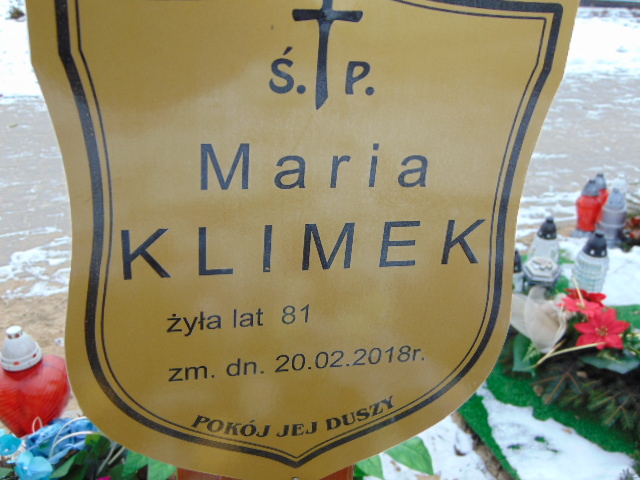 Ś. P.
Maria
KLIMEK
żyła lat 81
zm. dn. 20.02.2018r.
POKÓJ JEJ DUSZY